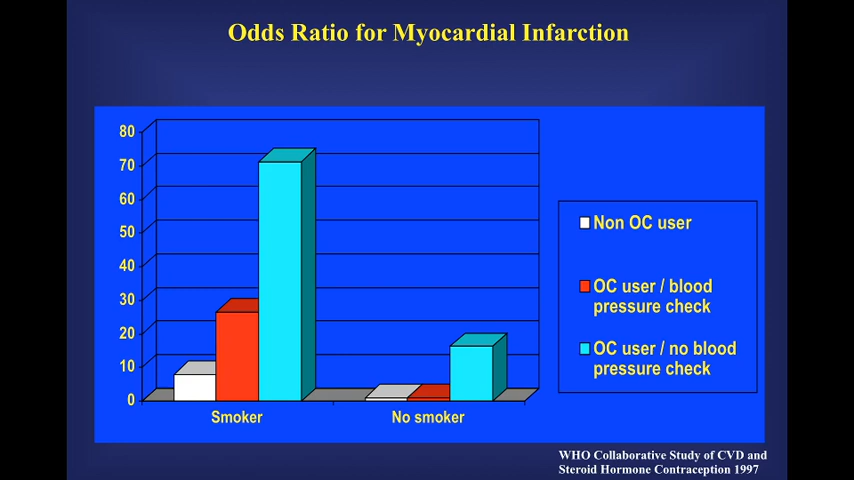 Odds Ratio for Myocardial Infarction
80
70
60
50
40
30
20
10
0
Smoker
No smoker
Non OC user
OC user / blood
pressure check
OC user / no blood
pressure check
WHO Collaborative Study of CVD and
Steroid Hormone Contraception 1997